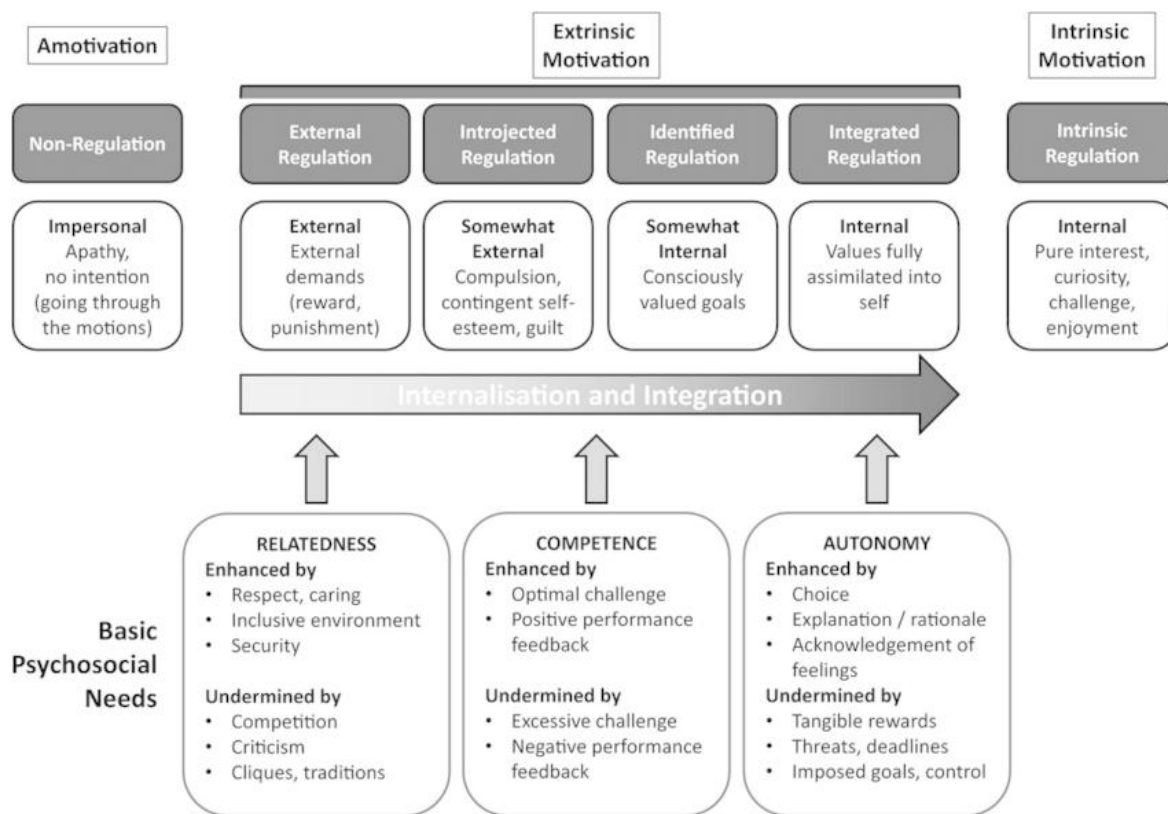 Amotivation
Extrinsic
Motivation
Intrinsic
Motivation
Non-Regulation
External
Regulation
Introjected
Regulation
Identified
Regulation
Integrated
Regulation
Intrinsic
Regulation
Impersonal
Apathy,
no intention
(going through
the motions)
External
External
demands
(reward,
punishment)
Somewhat
External
Compulsion,
contingent self-
esteem, guilt
Somewhat
Internal
Consciously
valued goals
Internal
Values fully
assimilated into
self
Internal
Pure interest,
curiosity,
challenge,
enjoyment
Internalisation and Integration
Basic
Psychosocial
Needs
RELATEDNESS
Enhanced by
• Respect, caring
• Inclusive environment
• Security
Undermined by
• Competition
• Criticism
• Cliques, traditions
COMPETENCE
Enhanced by
• Optimal challenge
• Positive performance
feedback
Undermined by
• Excessive challenge
• Negative performance
feedback
AUTONOMY
Enhanced by
• Choice
• Explanation / rationale
• Acknowledgement of
feelings
Undermined by
• Tangible rewards
• Threats, deadlines
• Imposed goals, control